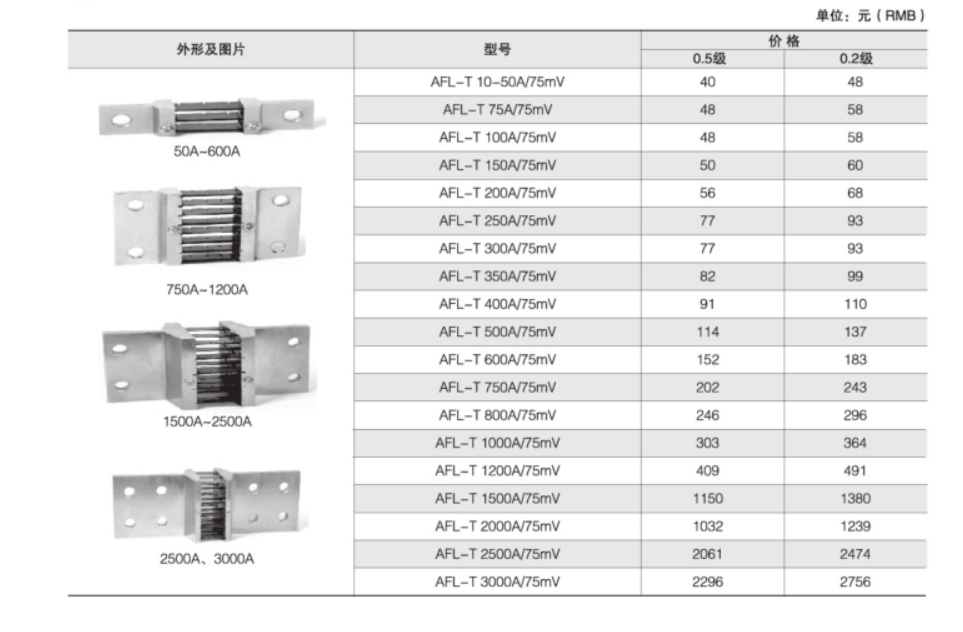 单位：元（RMB）
外形及图片 型号 价 格
0.5级 0.2级
AFL-T 10-50A/75mV 40 48
AFL-T 75A/75mV 48 58
AFL-T 100A/75mV 48 58
50A~600A
AFL-T 150A/75mV 50 60
AFL-T 200A/75mV 56 68
AFL-T 250A/75mV 77 93
AFL-T 300A/75mV 77 93
AFL-T 350A/75mV 82 99
750A~1200A
AFL-T 400A/75mV 91 110
AFL-T 500A/75mV 114 137
AFL-T 600A/75mV 152 183
AFL-T 750A/75mV 202 243
AFL-T 800A/75mV 246 296
1500A~2500A
AFL-T 1000A/75mV 303 364
AFL-T 1200A/75mV 409 491
AFL-T 1500A/75mV 1150 1380
AFL-T 2000A/75mV 1032 1239
AFL-T 2500A/75mV 2061 2474
2500A、3000A
AFL-T 3000A/75mV 2296 2756